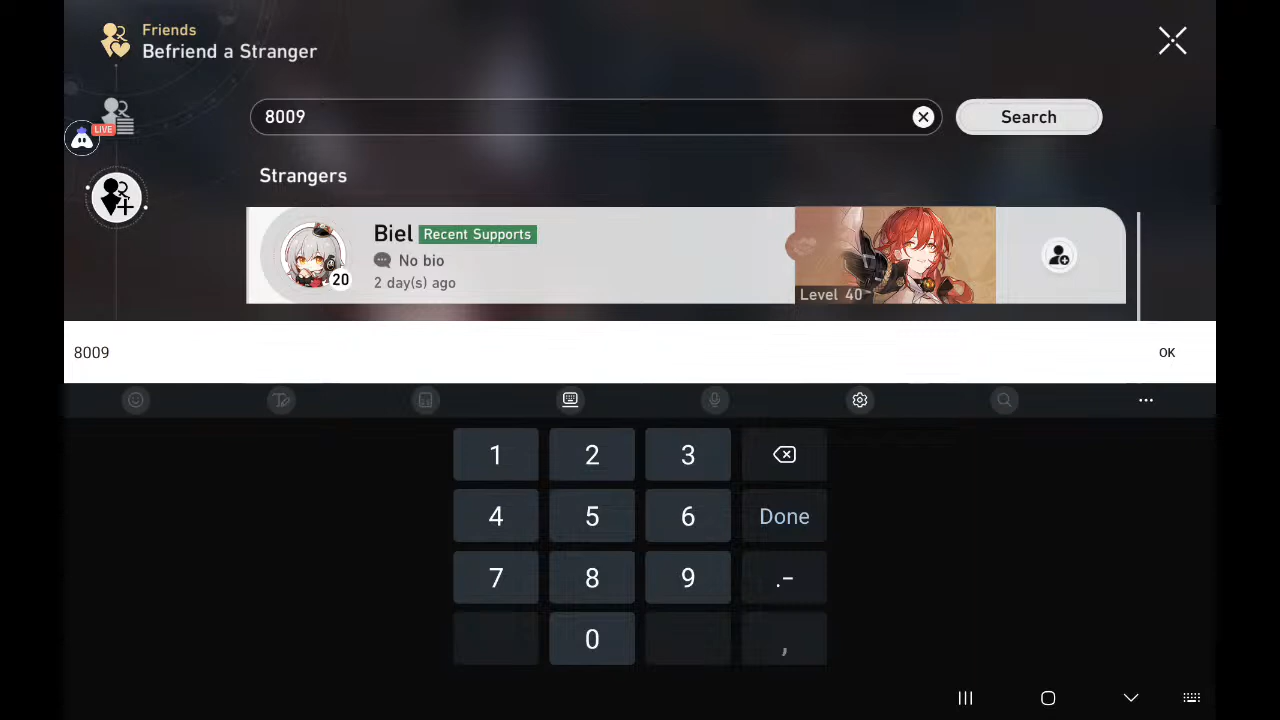 Friends
Befriend a Stranger
LIVE
8009
Search
Strangers
Biel Recent Supports
No bio
20
2 day(s) ago
Level 40
8009
OK
1 2 3
4 5 6 Done
7 8 9 .-
0 ,